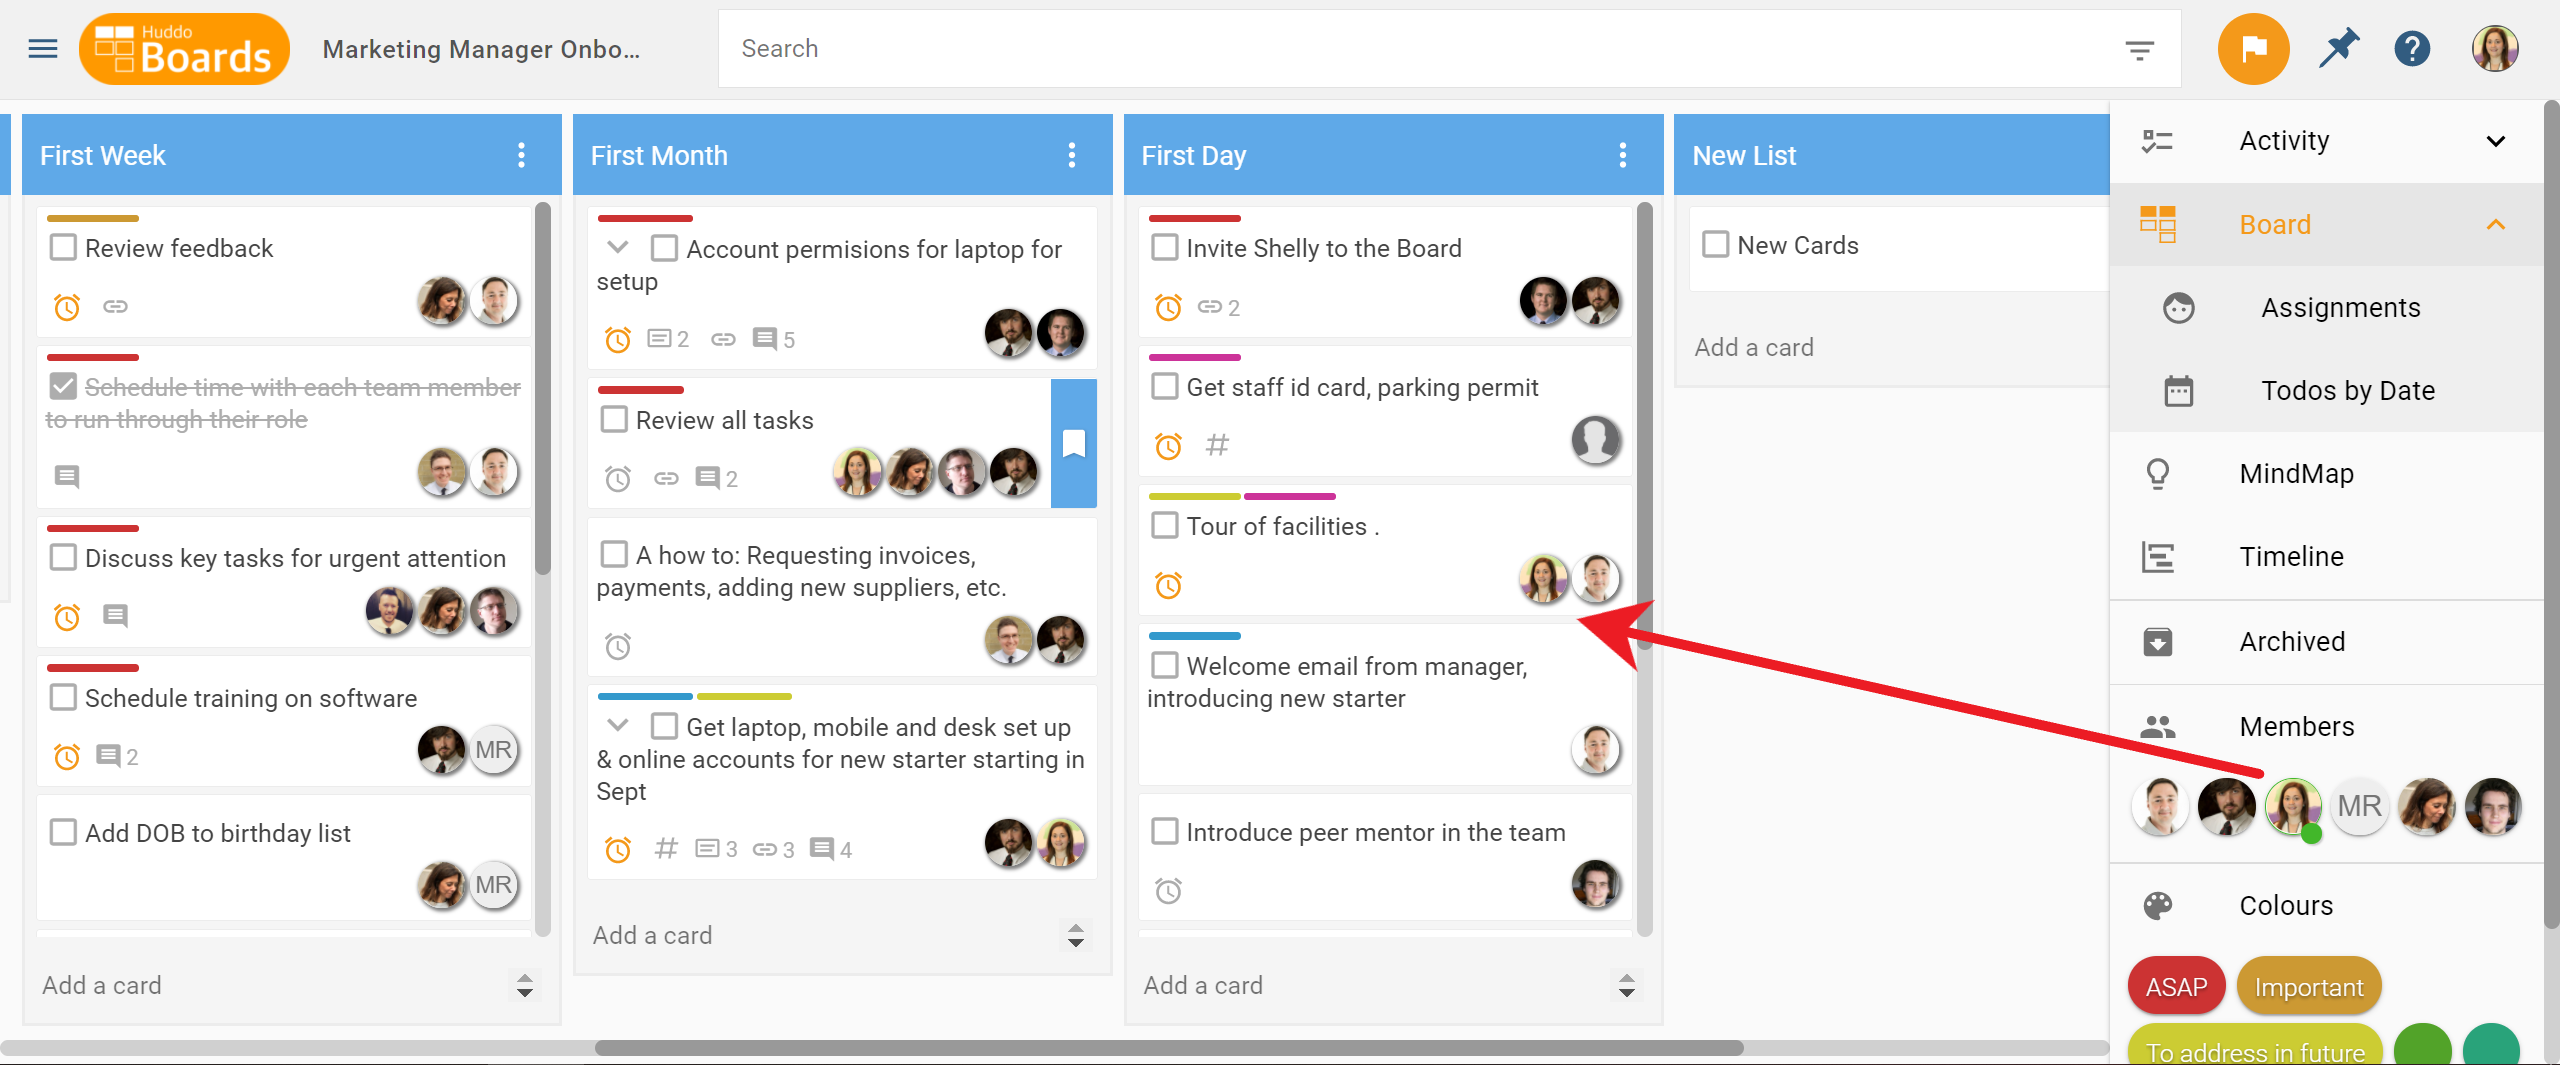 Huddo
Boards
Marketing Manager Onbo...
Search
First Week
Review feedback
Schedule time with each team member
to run through their role
Discuss key tasks for urgent attention
Schedule training on software
MR
2
Add DOB to birthday list
MR
Add a card
First Month
Account permisions for laptop for
setup
2
5
Review all tasks
2
A how to: Requesting invoices,
payments, adding new suppliers, etc.
Get laptop, mobile and desk set up
& online accounts for new starter starting in
Sept
3
3
4
Add a card
First Day
Invite Shelly to the Board
2
Get staff id card, parking permit
Tour of facilities .
Welcome email from manager,
introducing new starter
Introduce peer mentor in the team
Add a card
New List
New Cards
Add a card
Activity
Board
Assignments
Todos by Date
MindMap
Timeline
Archived
Members
MR
Colours
ASAP
Important
To address in future